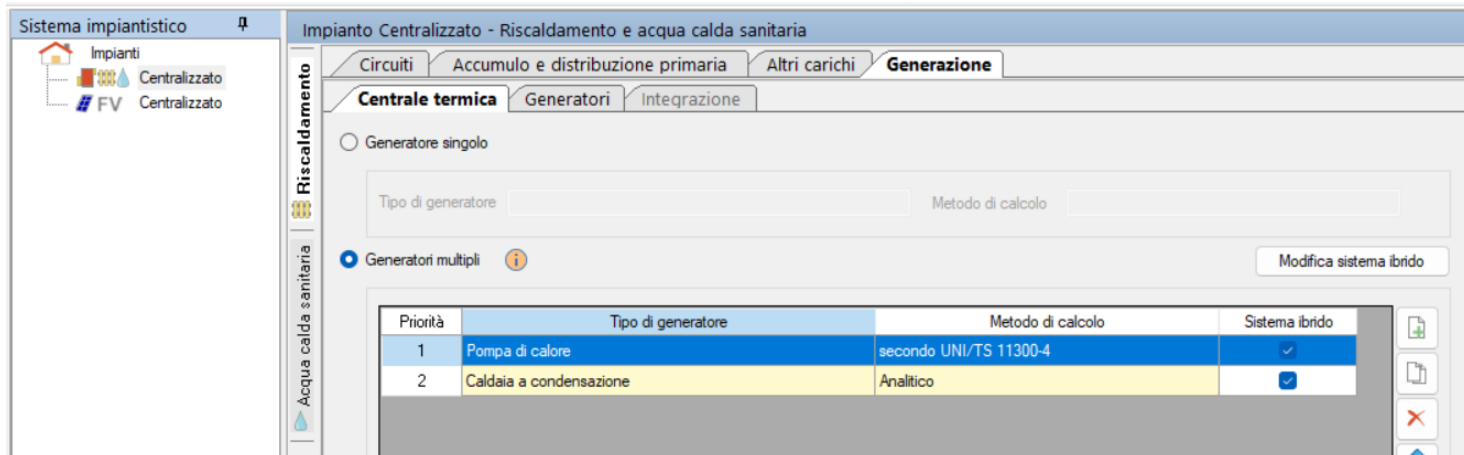 Sistema impiantistico
Impianti
Centralizzato
FV Centralizzato
Impianto Centralizzato - Riscaldamento e acqua calda sanitaria
Riscaldamento
Acqua calda sanitaria
Circuiti Accumulo e distribuzione primaria Altri carichi Generazione
Centrale termica Generatori Integrazione
Generatore singolo
Tipo di generatore Metodo di calcolo
Generatori multipli i Modifica sistema ibrido
Priorità Tipo di generatore Metodo di calcolo Sistema ibrido
1 Pompa di calore secondo UNI/TS 11300-4
2 Caldaia a condensazione Analitico